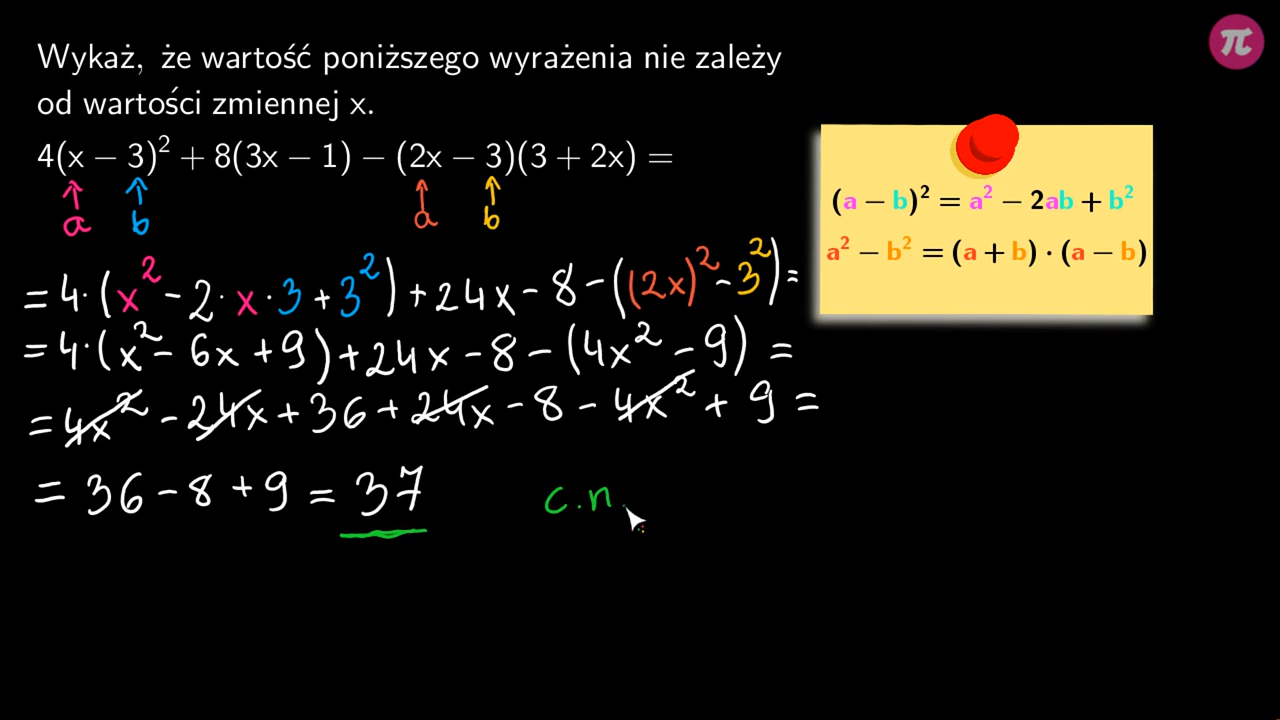 Wykaż, że wartość poniższego wyrażenia nie zależy
od wartości zmiennej x.
4(x − 3)² + 8(3x − 1) − (2x − 3)(3 + 2x) =
a b a b
= 4·(x² − 2·x·3 + 3²) + 24x − 8 − ((2x)² − 3²) =
= 4·(x² − 6x + 9) + 24x − 8 − (4x² − 9) =
= 4x² − 24x + 36 + 24x − 8 − 4x² + 9 =
= 36 − 8 + 9 = 37 c.n.
π
(a − b)² = a² − 2ab + b²
a² − b² = (a + b) · (a − b)